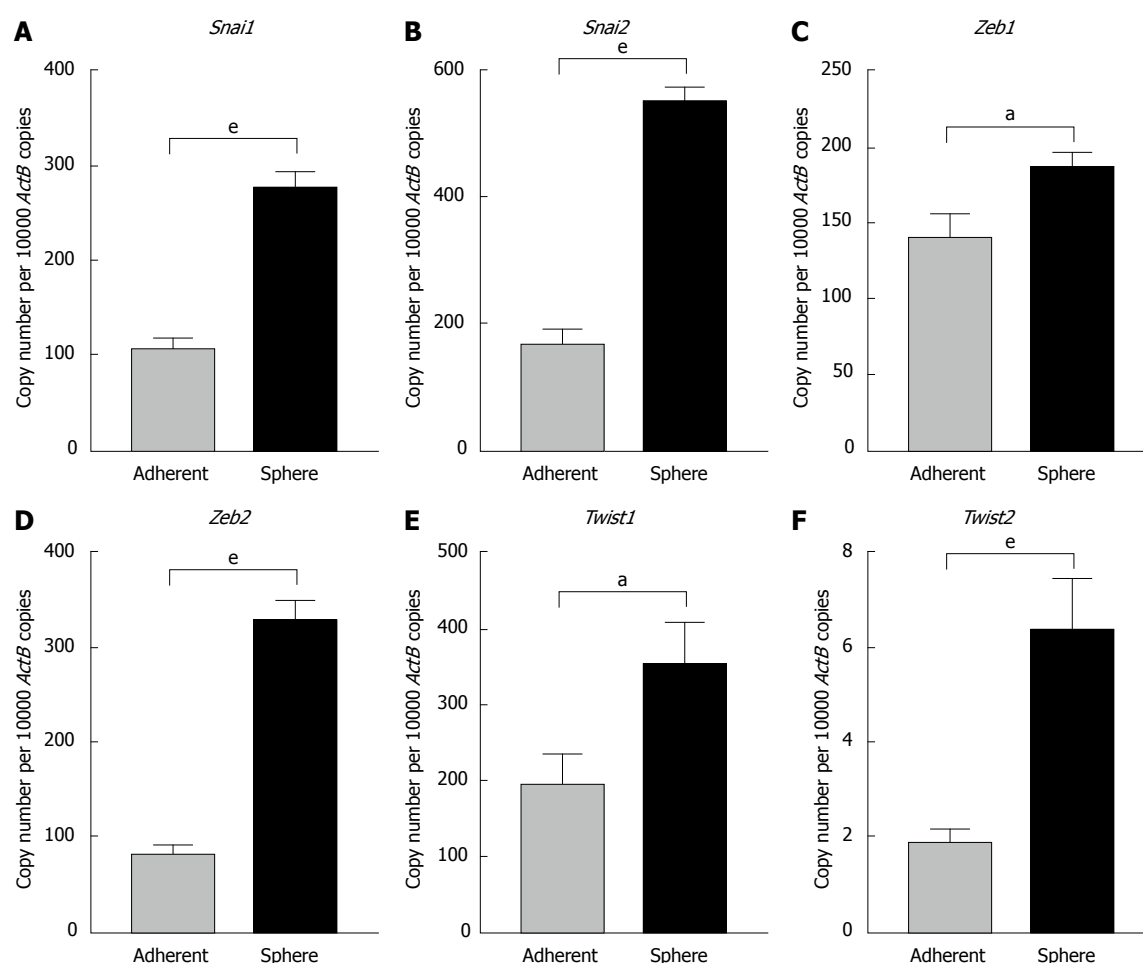 A
Snai1
Copy number per 10000 ActB copies
400
300
200
100
0
e
Adherent
Sphere
B
Snai2
Copy number per 10000 ActB copies
600
400
200
0
e
Adherent
Sphere
C
Zeb1
Copy number per 10000 ActB copies
250
200
150
100
50
0
a
Adherent
Sphere
D
Zeb2
Copy number per 10000 ActB copies
400
300
200
100
0
e
Adherent
Sphere
E
Twist1
Copy number per 10000 ActB copies
500
400
300
200
100
0
a
Adherent
Sphere
F
Twist2
Copy number per 10000 ActB copies
8
6
4
2
0
e
Adherent
Sphere